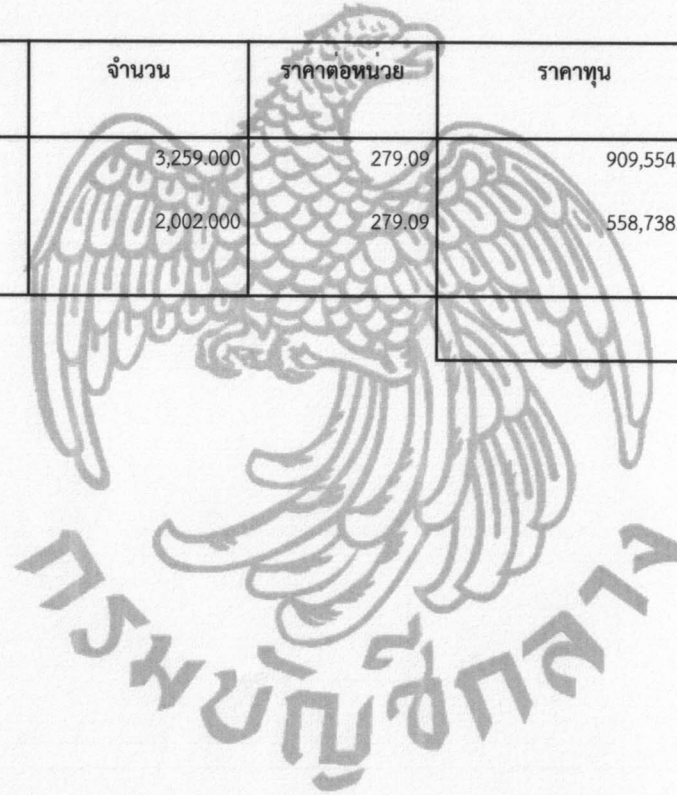 จำนวน ราคาต่อหน่วย ราคาทุน
3,259.000 279.09 909,554
2,002.000 279.09 558,738
กรมบัญชีกลาง